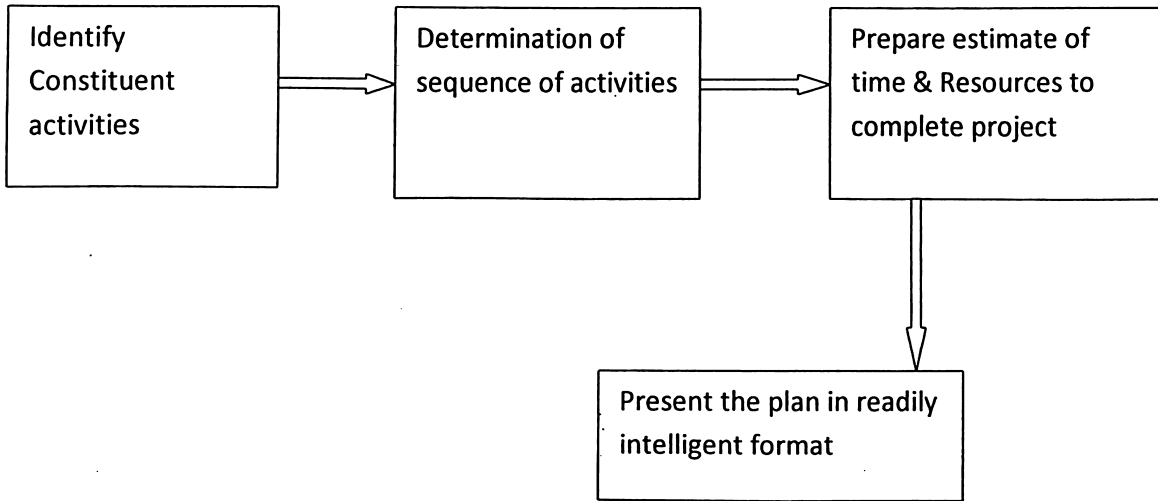 Identify
Constituent
activities
Determination of
sequence of activities
Prepare estimate of
time & Resources to
complete project
Present the plan in readily
intelligent format